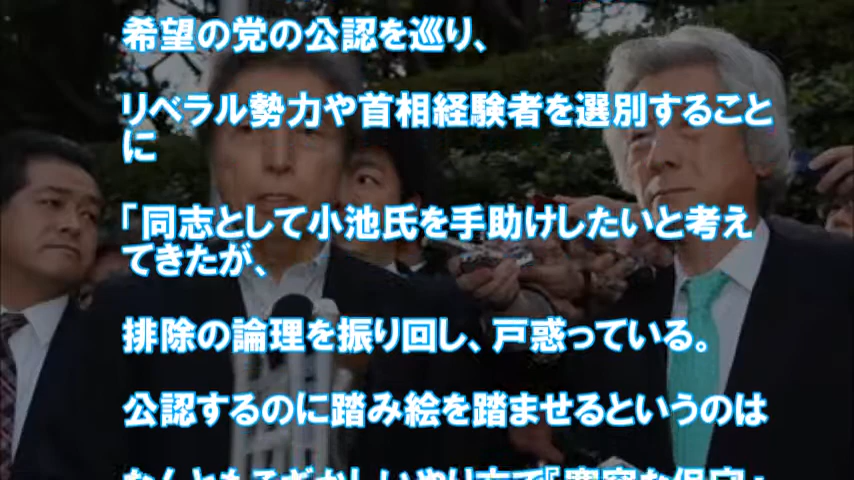 希望の党の公認を巡り、
リベラル勢力や首相経験者を選別すること
に
「同志として小池氏を手助けしたいと考え
てきたが、
排除の論理を振り回し、戸惑っている。
公認するのに踏み絵を踏ませるというのは